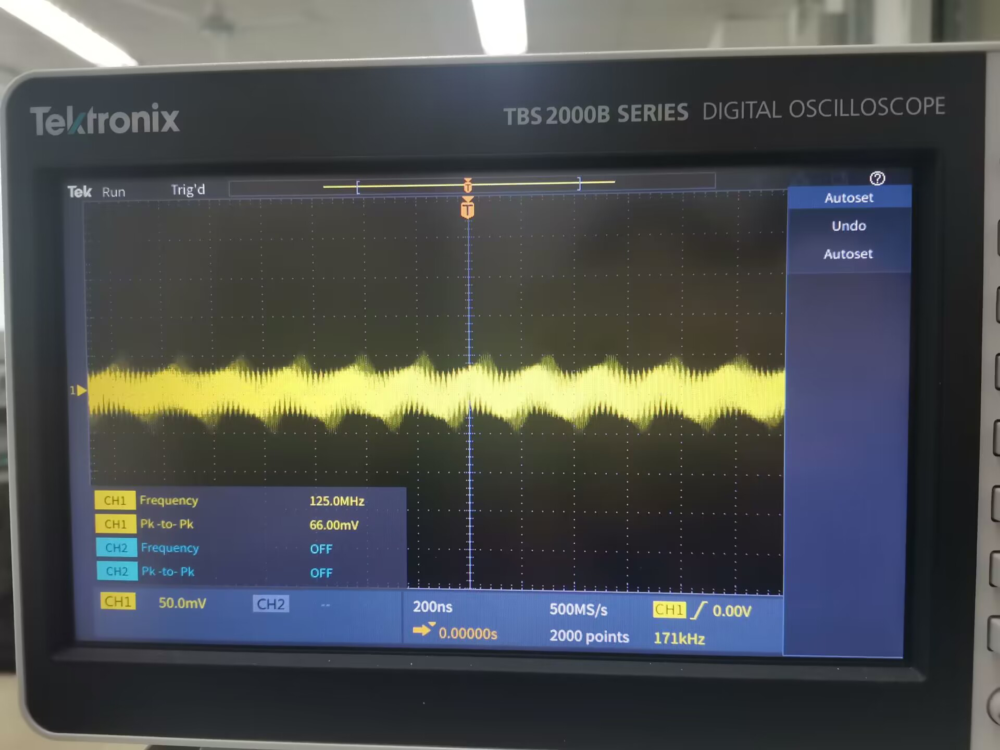 Tektronix
TBS 2000B SERIES DIGITAL OSCILLOSCOPE
Tek Run Trig'd
T
T
?
Autoset
Undo
Autoset
1
CH1 Frequency 125.0MHz
CH1 Pk -to- Pk 66.00mV
CH2 Frequency OFF
CH2 Pk -to- Pk OFF
CH1 50.0mV CH2 -- 200ns 500MS/s CH1 0.00V
0.00000s 2000 points 171kHz